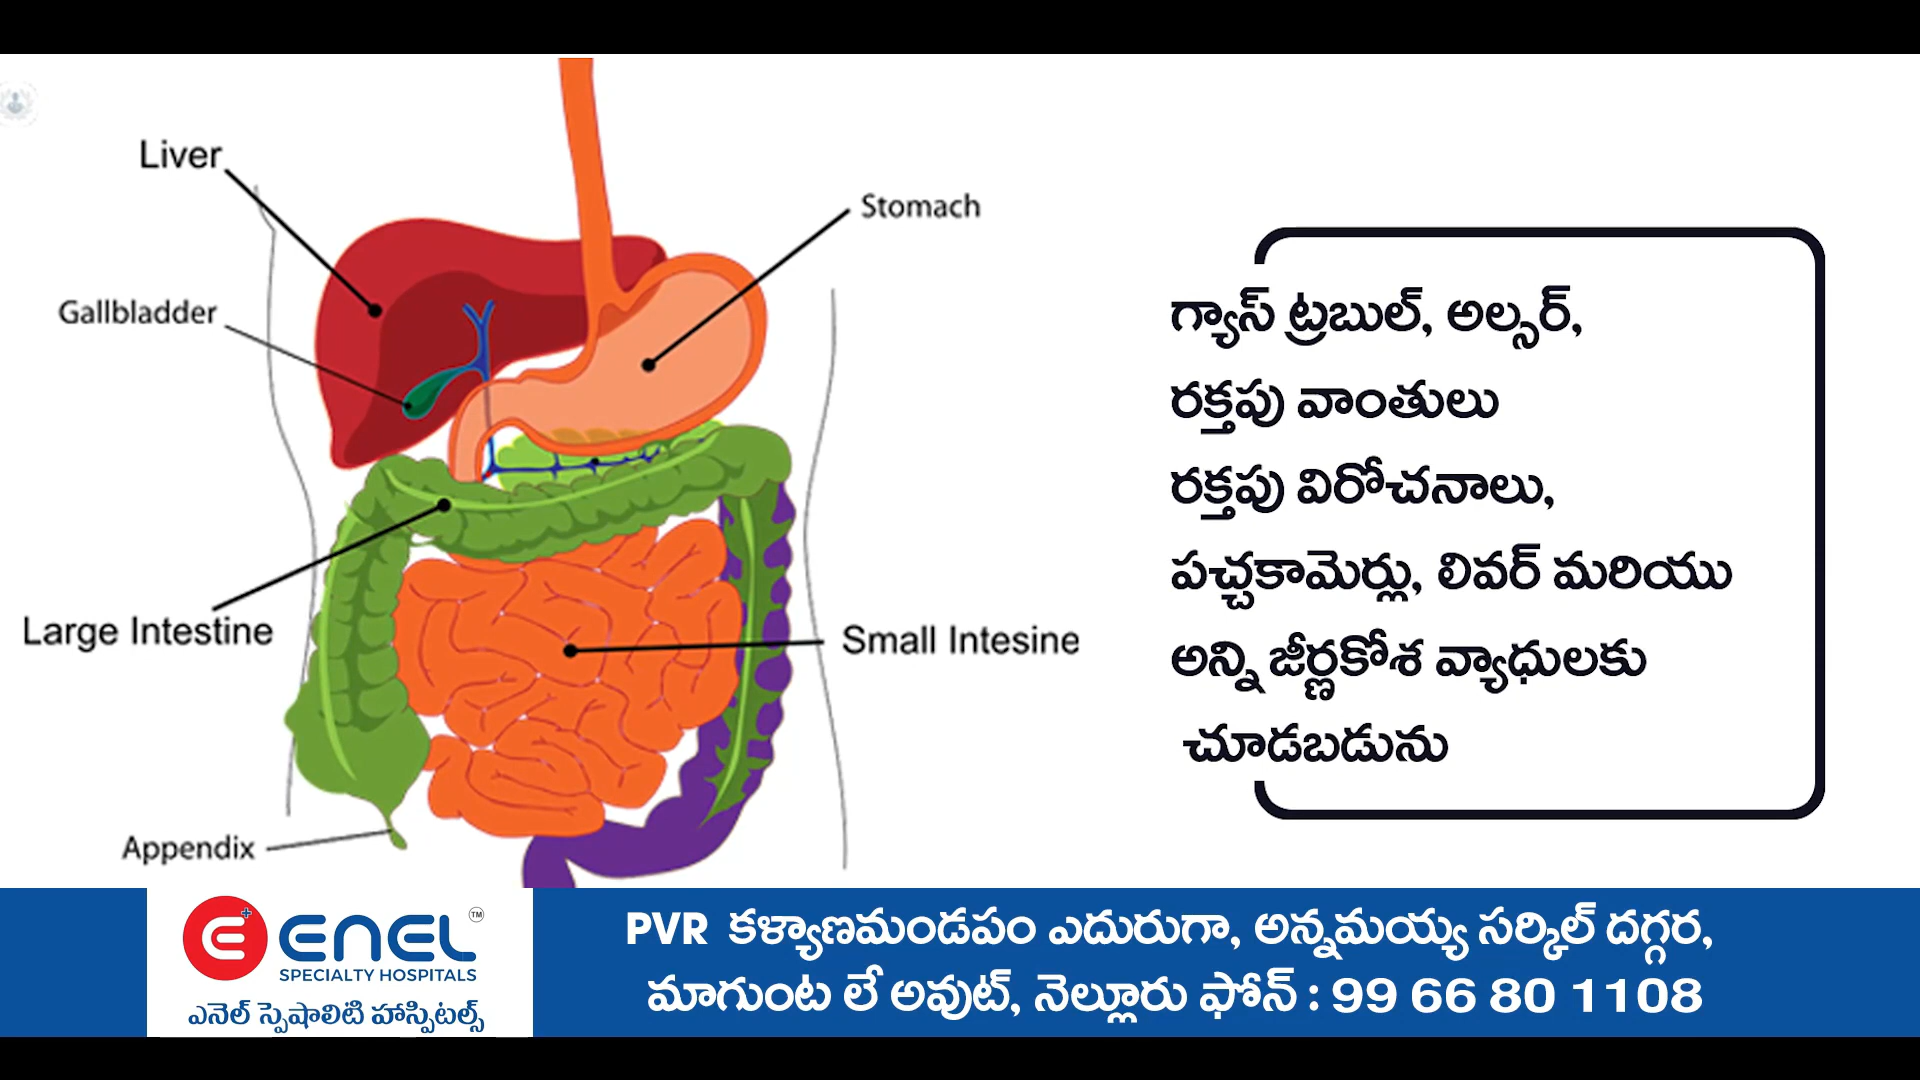 Liver
Stomach
Gallbladder
Large Intestine
Small Intesine
Appendix
గ్యాస్ ట్రబుల్, అల్సర్,
రక్తపు వాంతులు
రక్తపు విరోచనాలు,
పచ్చకామెర్లు, లివర్ మరియు
అన్ని జీర్ణకోశ వ్యాధులకు
చూడబడును
ENEL TM
SPECIALTY HOSPITALS
ఎనెల్ స్పెషాలిటి హాస్పిటల్స్
PVR కళ్యాణమండపం ఎదురుగా, అన్నమయ్య సర్కిల్ దగ్గర,
మాగుంట లే అవుట్, నెల్లూరు ఫోన్ : 99 66 80 1108